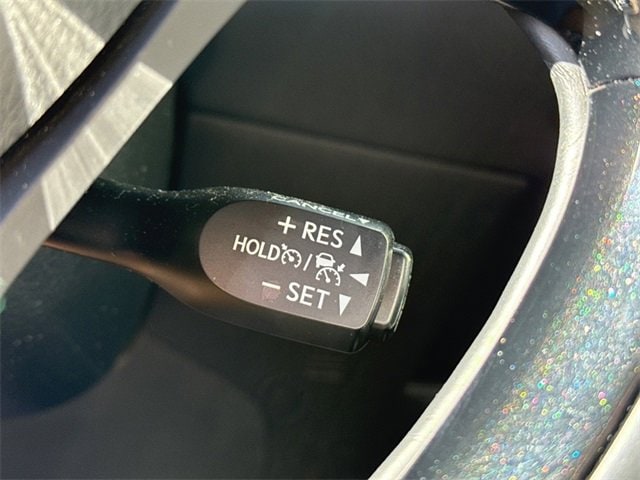 CANCEL
+ RES ▲
HOLD / ◀
− SET ▼